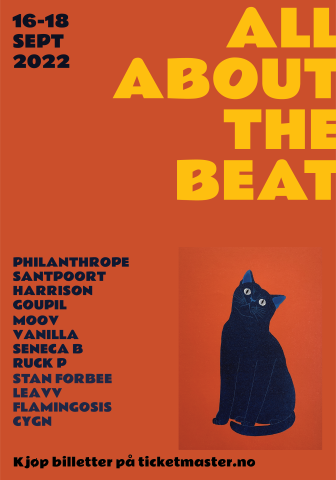 16-18
SEPT
2022
ALL
ABOUT
THE
BEAT
PHILANTHROPE
SANTPOORT
HARRISON
GOUPIL
MOOV
VANILLA
SENECA B
RUCK P
STAN FORBEE
LEAVV
FLAMINGOSIS
CYGN
Kjøp billetter på ticketmaster.no